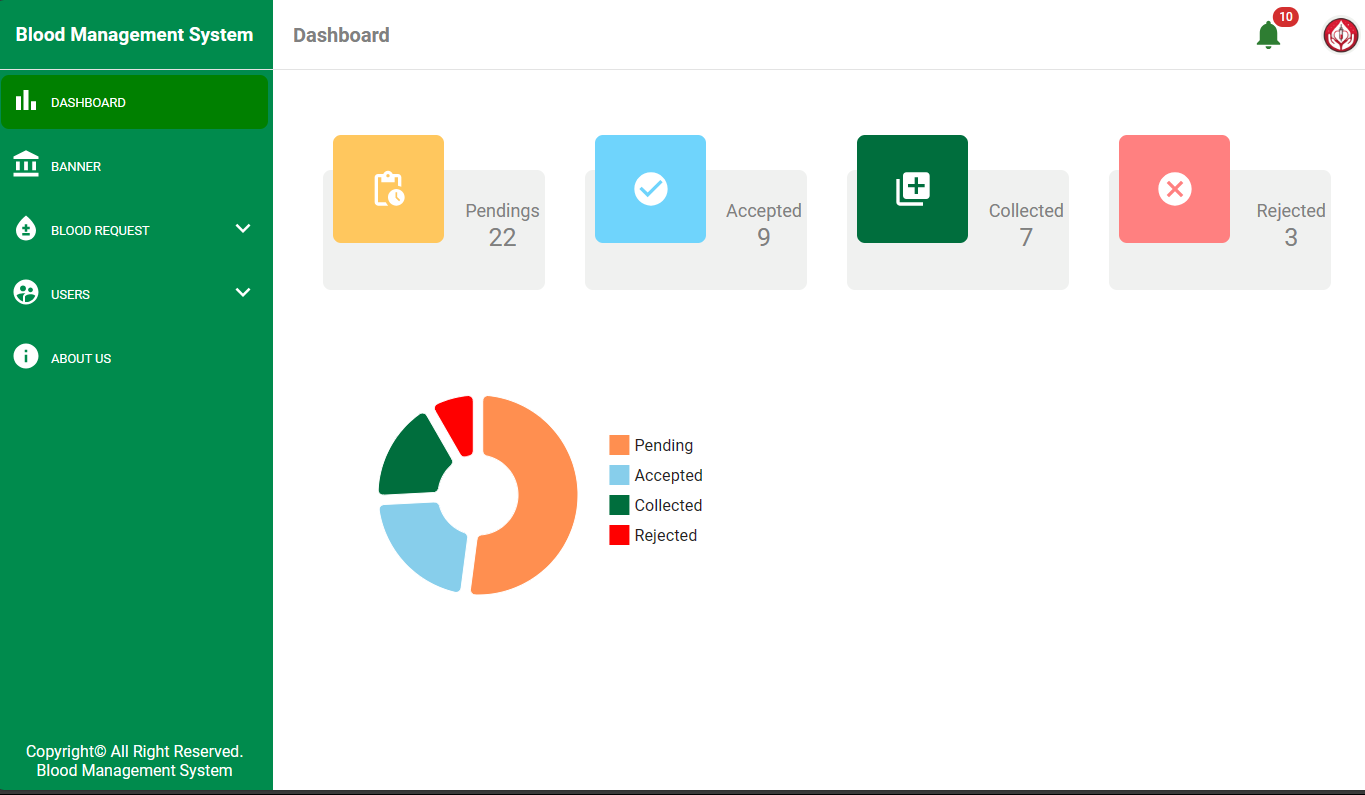 Blood Management System
Dashboard
10
DASHBOARD
BANNER
BLOOD REQUEST
USERS
ABOUT US
Pendings
22
Accepted
9
Collected
7
Rejected
3
Pending
Accepted
Collected
Rejected
Copyright© All Right Reserved.
Blood Management System